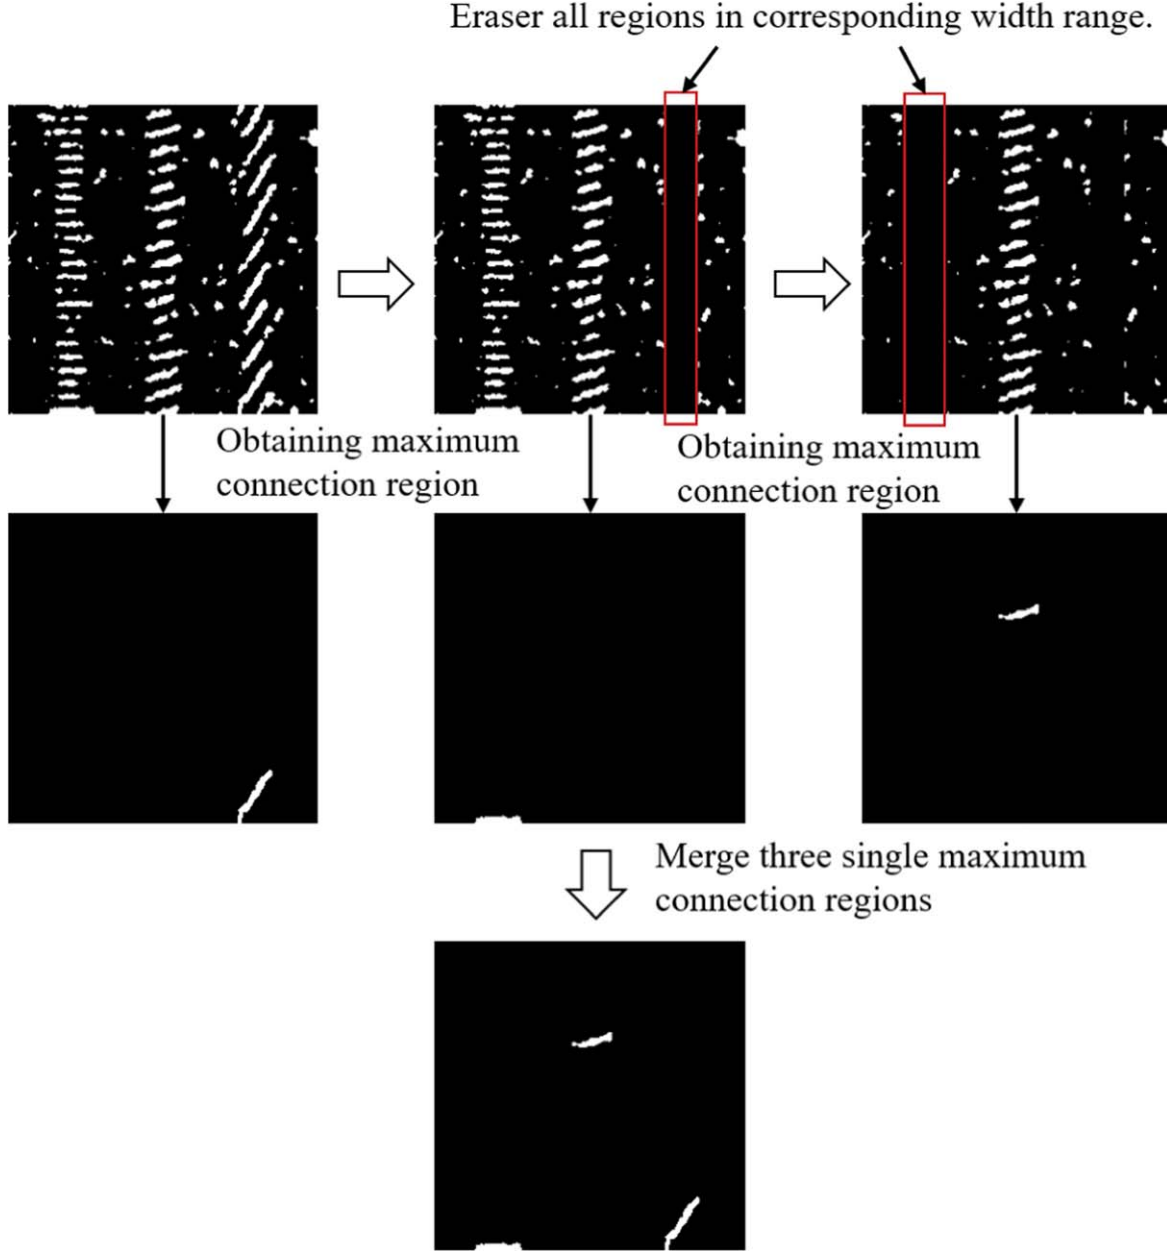 Eraser all regions in corresponding width range.
Obtaining maximum
connection region
Obtaining maximum
connection region
Merge three single maximum
connection regions